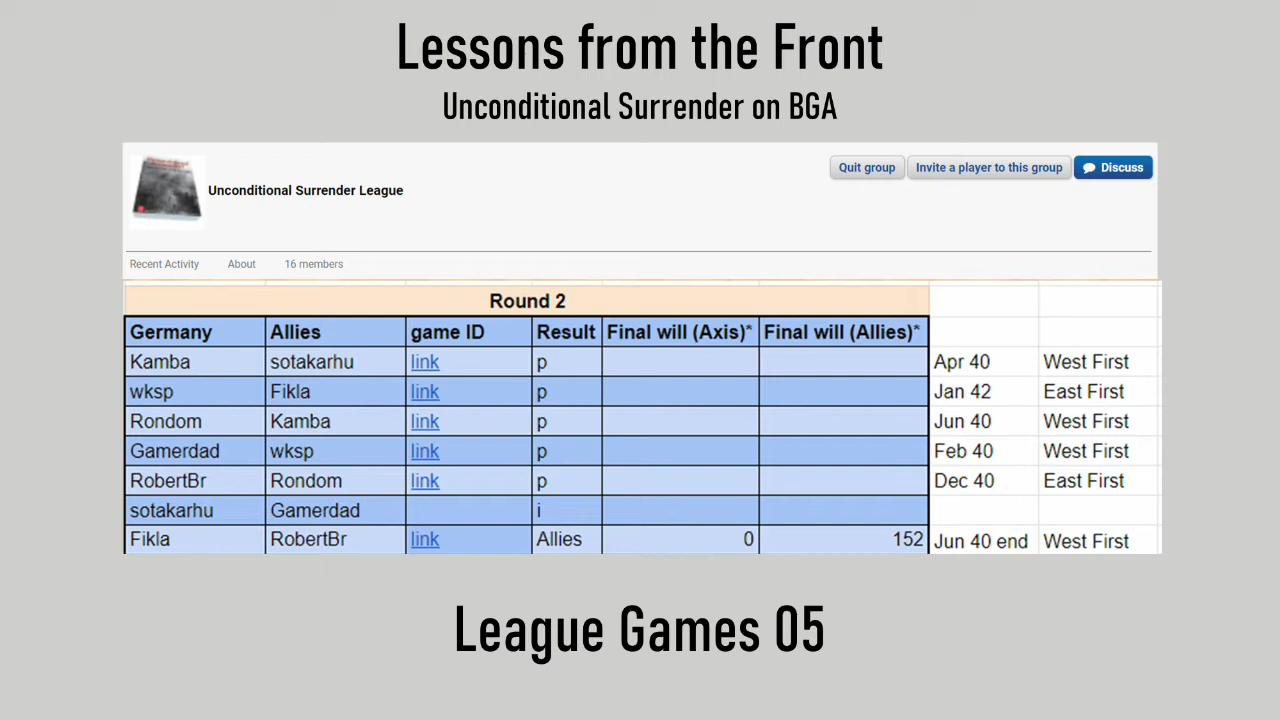 Lessons from the Front
Unconditional Surrender on BGA
Quit group Invite a player to this group Discuss
Unconditional Surrender League
Recent Activity About 16 members
Round 2
Germany Allies game ID Result Final will (Axis)* Final will (Allies)*
Kamba sotakarhu link p Apr 40 West First
wksp Fikla link p Jan 42 East First
Rondom Kamba link p Jun 40 West First
Gamerdad wksp link p Feb 40 West First
RobertBr Rondom link p Dec 40 East First
sotakarhu Gamerdad i
Fikla RobertBr link Allies 0 152 Jun 40 end West First
League Games 05